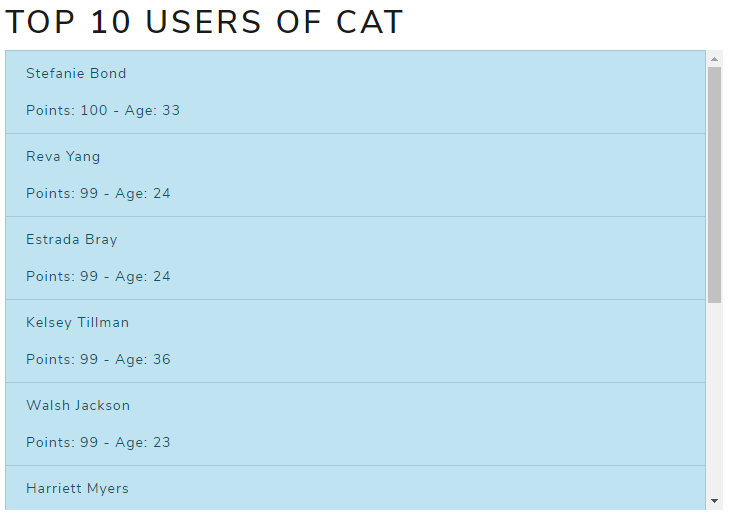 TOP 10 USERS OF CAT
Stefanie Bond
Points: 100 - Age: 33
Reva Yang
Points: 99 - Age: 24
Estrada Bray
Points: 99 - Age: 24
Kelsey Tillman
Points: 99 - Age: 36
Walsh Jackson
Points: 99 - Age: 23
Harriett Myers